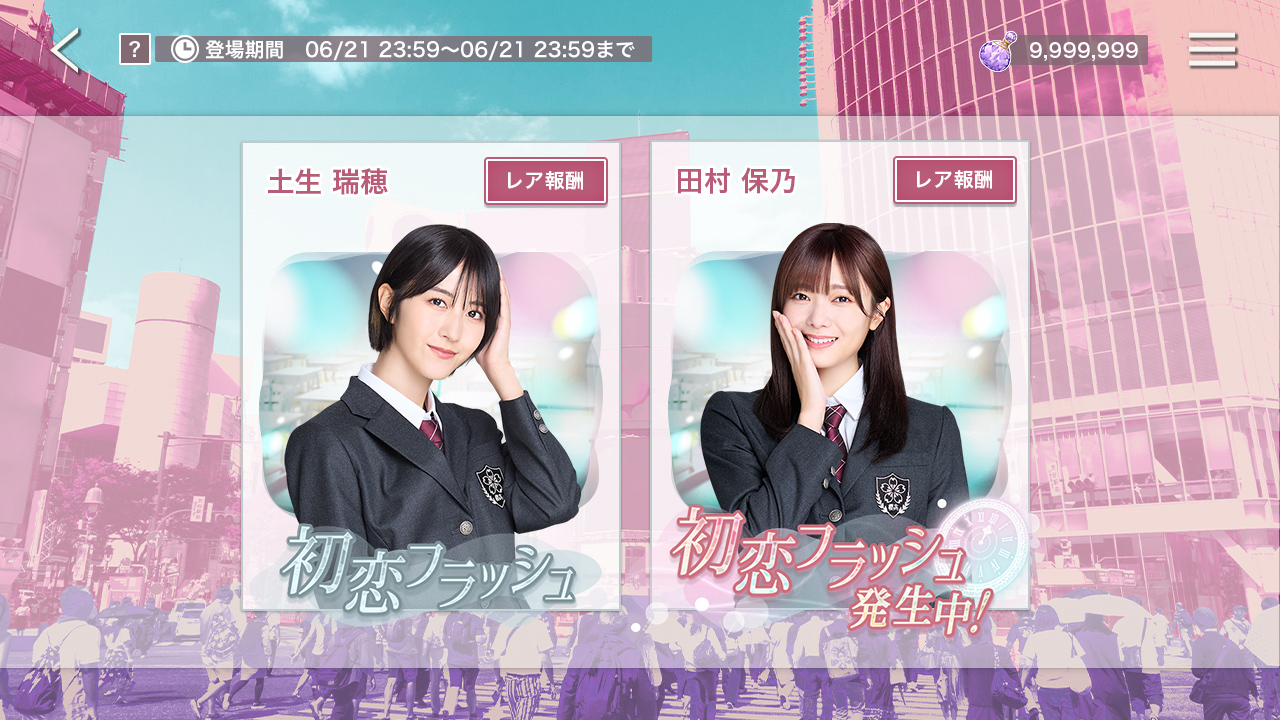 ? 登場期間 06/21 23:59〜06/21 23:59まで
9,999,999
土生 瑞穂
レア報酬
田村 保乃
レア報酬
初恋フラッシュ
初恋フラッシュ
発生中!